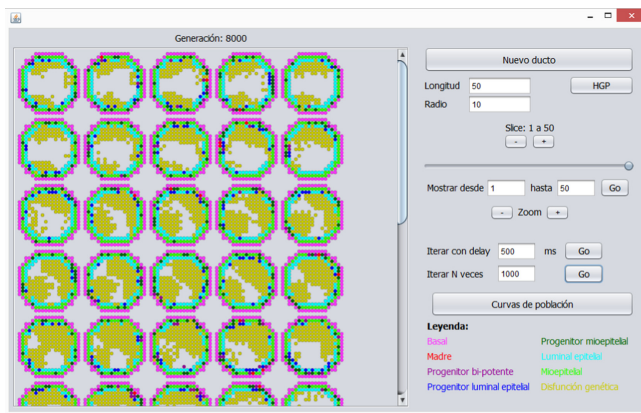 Generación: 8000
Nuevo ducto
Longitud 50 HGP
Radio 10
Slice: 1 a 50
- +
Mostrar desde 1 hasta 50 Go
- Zoom +
Iterar con delay 500 ms Go
Iterar N veces 1000 Go
Curvas de población
Leyenda:
Basal Progenitor mioepitelial
Madre Luminal epitelial
Progenitor bi-potente Mioepitelial
Progenitor luminal epitelial Disfunción genética